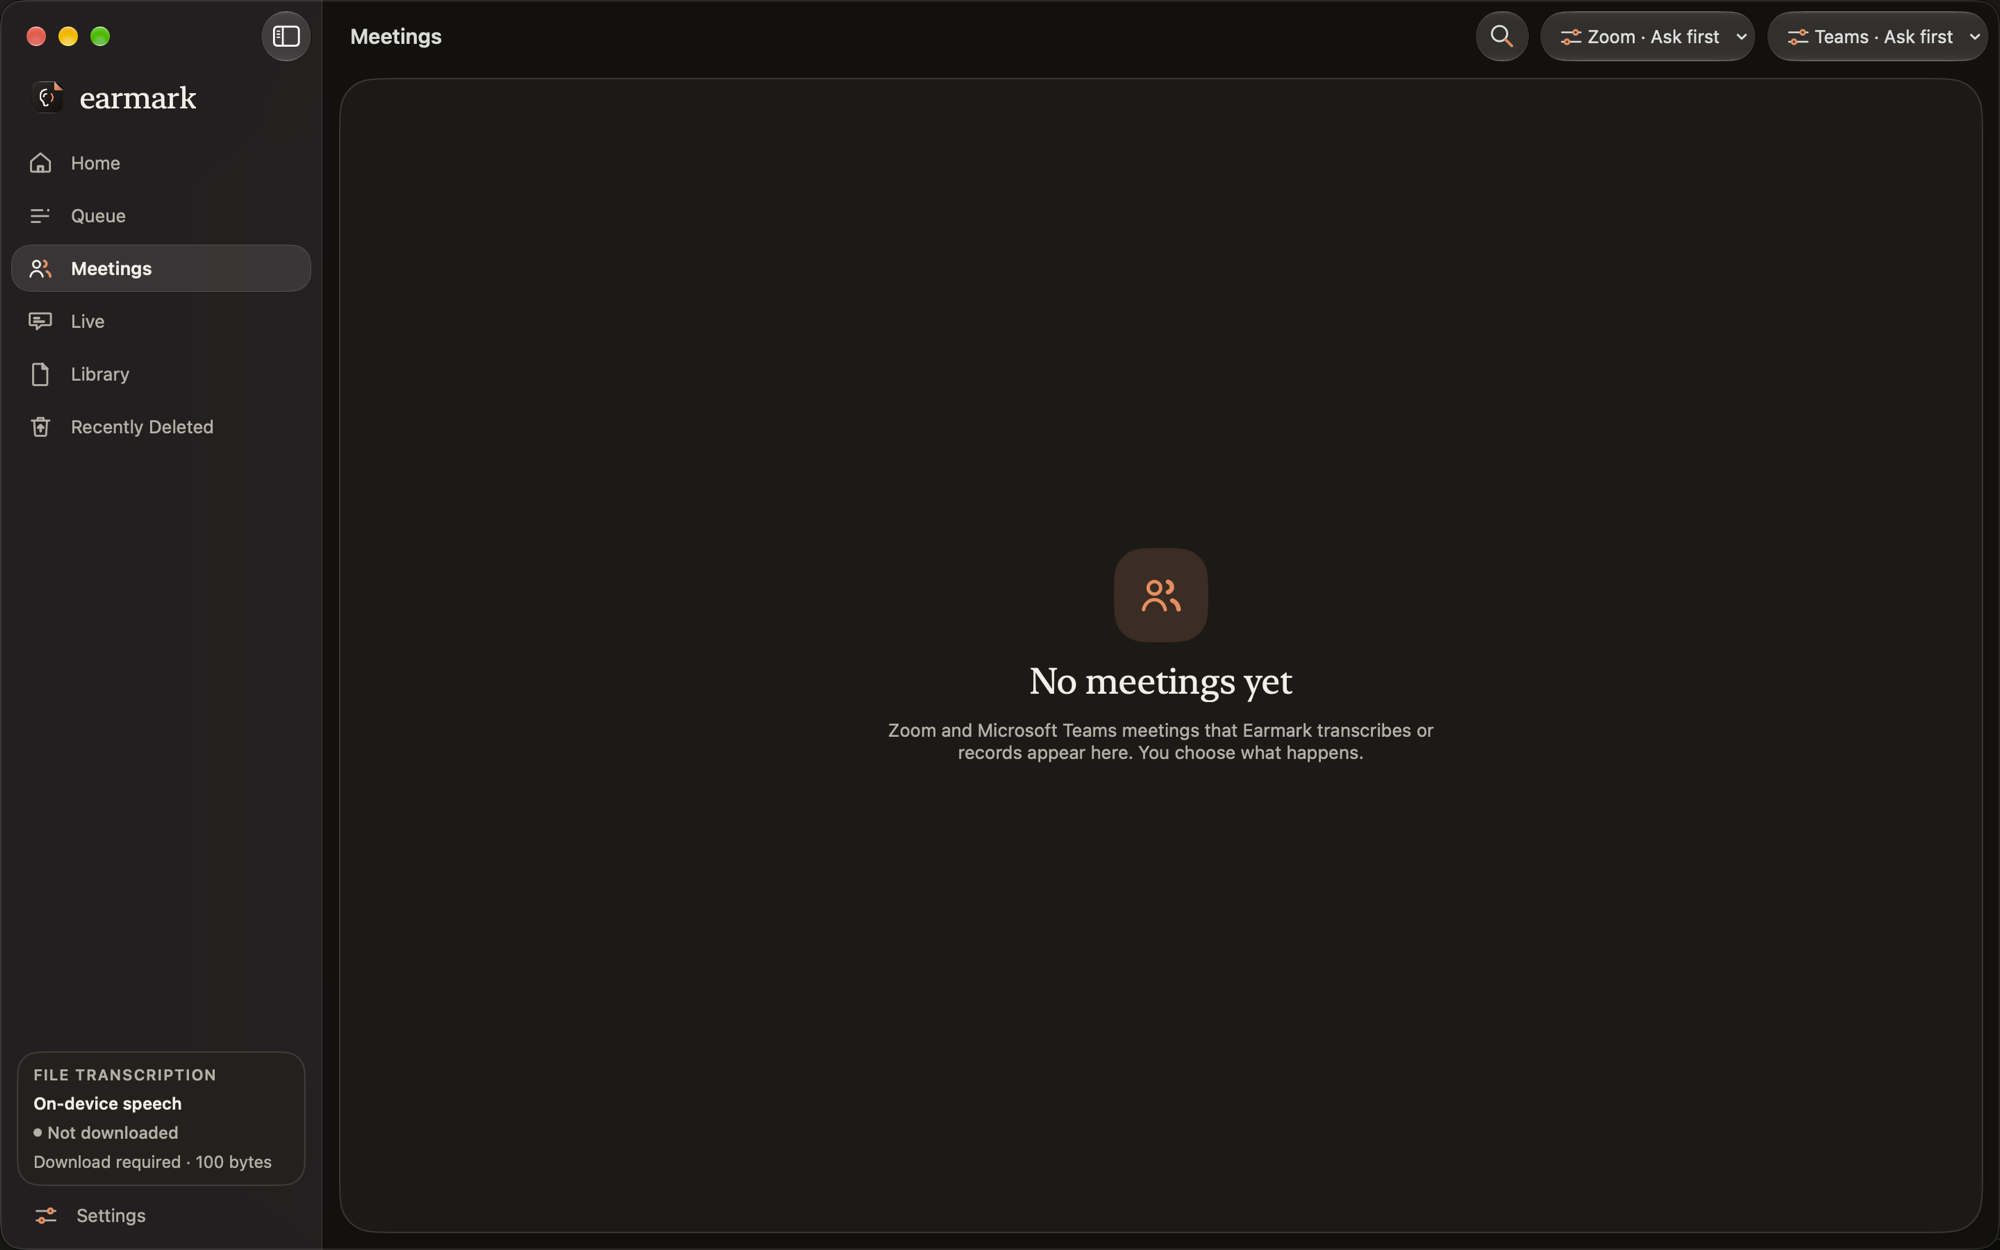 Meetings
Zoom · Ask first
Teams · Ask first
earmark
Home
Queue
Meetings
Live
Library
Recently Deleted
No meetings yet
Zoom and Microsoft Teams meetings that Earmark transcribes or
records appear here. You choose what happens.
FILE TRANSCRIPTION
On-device speech
Not downloaded
Download required · 100 bytes
Settings